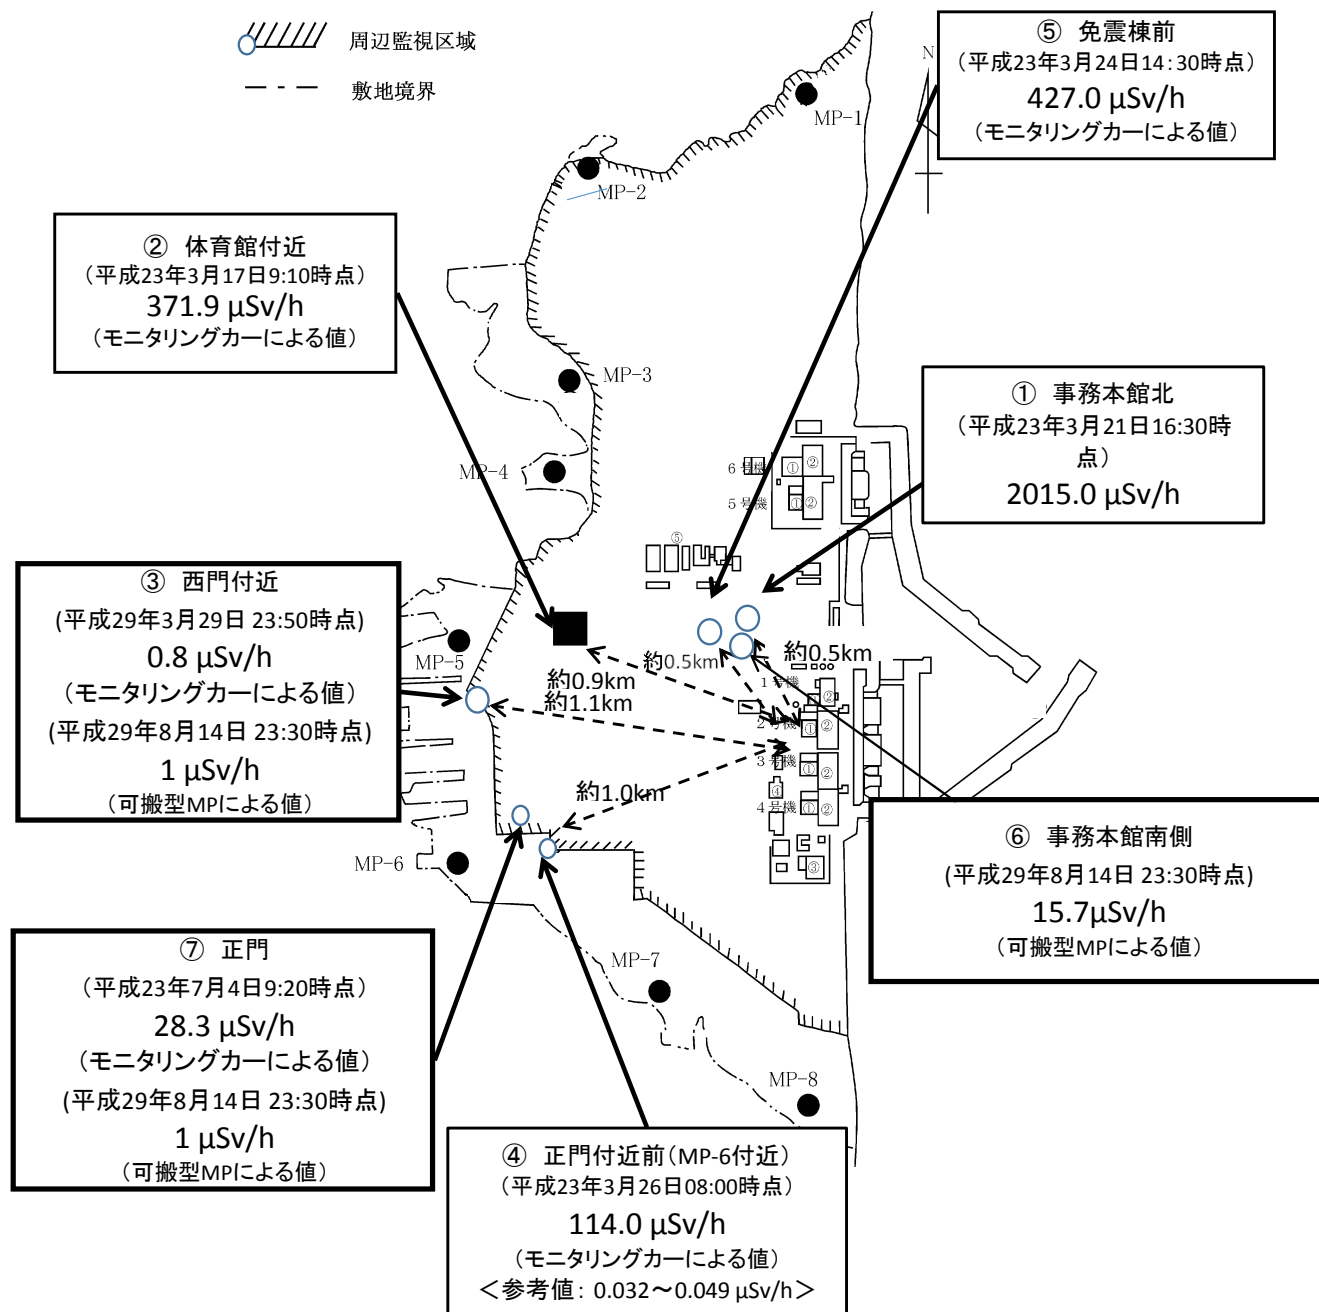 周辺監視区域
敷地境界
⑤ 免震棟前
(平成23年3月24日14:30時点)
427.0 μSv/h
(モニタリングカーによる値)
N
MP-1
MP-2
② 体育館付近
(平成23年3月17日9:10時点)
371.9 μSv/h
(モニタリングカーによる値)
MP-3
① 事務本館北
(平成23年3月21日16:30時
点)
2015.0 μSv/h
MP-4
6号機
① ②
5号機
① ②
⑤
③ 西門付近
(平成29年3月29日 23:50時点)
0.8 μSv/h
(モニタリングカーによる値)
(平成29年8月14日 23:30時点)
1 μSv/h
(可搬型MPによる値)
MP-5
約0.5km
約0.5km
約0.9km
約1.1km
1号機
②
2号機
① ②
3号機
① ②
④
約1.0km
4号機
① ②
③
MP-6
⑥ 事務本館南側
(平成29年8月14日 23:30時点)
15.7μSv/h
(可搬型MPによる値)
⑦ 正門
(平成23年7月4日9:20時点)
28.3 μSv/h
(モニタリングカーによる値)
(平成29年8月14日 23:30時点)
1 μSv/h
(可搬型MPによる値)
MP-7
MP-8
④ 正門付近前(MP-6付近)
(平成23年3月26日08:00時点)
114.0 μSv/h
(モニタリングカーによる値)
<参考値: 0.032～0.049 μSv/h>